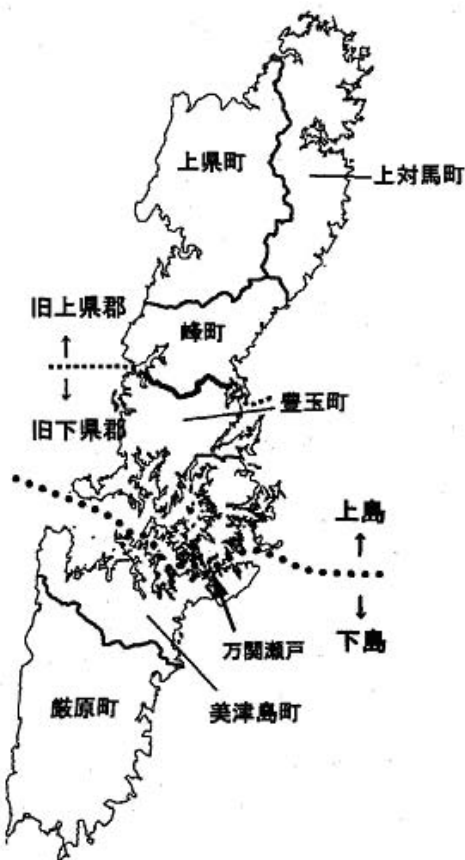 上県町
上対馬町
旧上県郡
↑
峰町
↓
旧下県郡
豊玉町
上島
↑
↓
下島
万関瀬戸
厳原町
美津島町